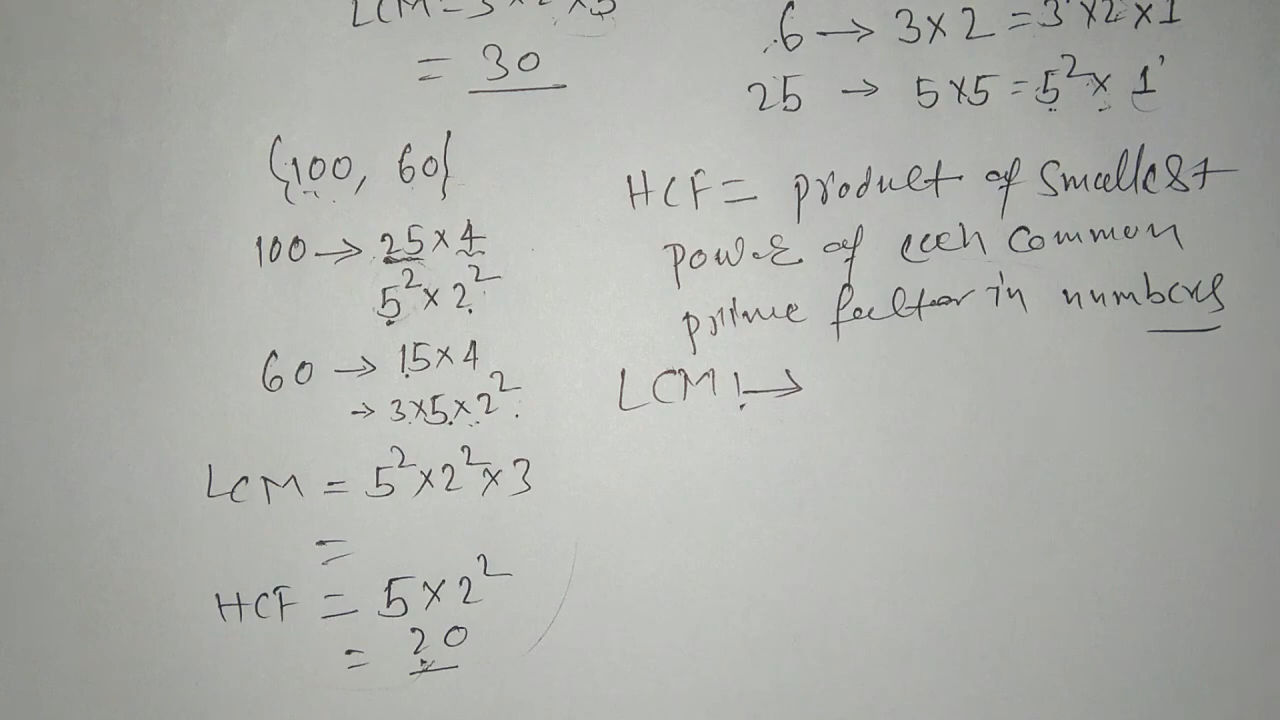 = 30
{100, 60}
100 → 25 × 4
5² × 2²
60 → 15 × 4
→ 3×5×2²
LCM = 5² × 2² × 3
=
HCF = 5 × 2²
= 20
6 → 3 × 2 = 3 × 2 × 1
25 → 5 × 5 = 5² × 1
HCF = product of smallest
power of each common
prime factor in numbers
LCM →